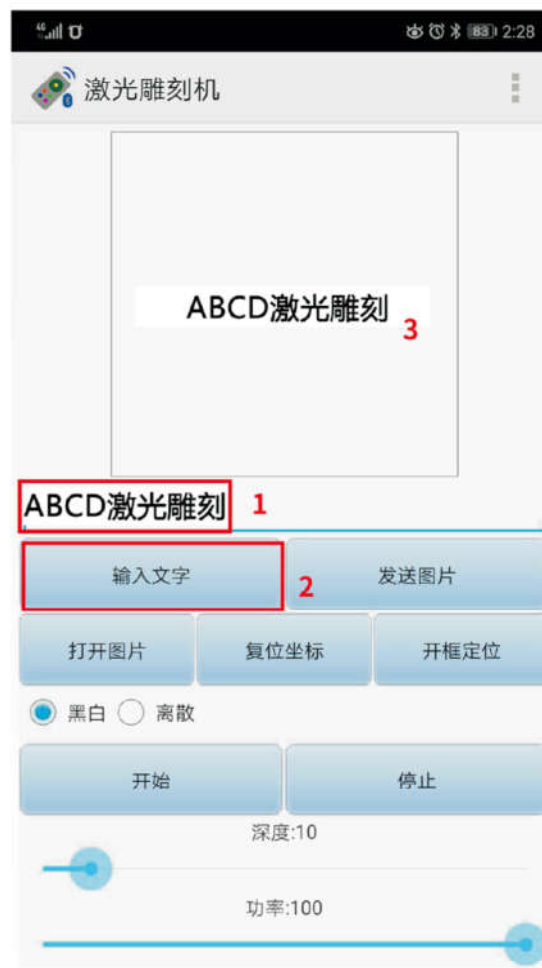 46 83 2:28
激光雕刻机
ABCD激光雕刻
3
ABCD激光雕刻 1
输入文字 2 发送图片
打开图片 复位坐标 开框定位
黑白 离散
开始 停止
深度:10
功率:100